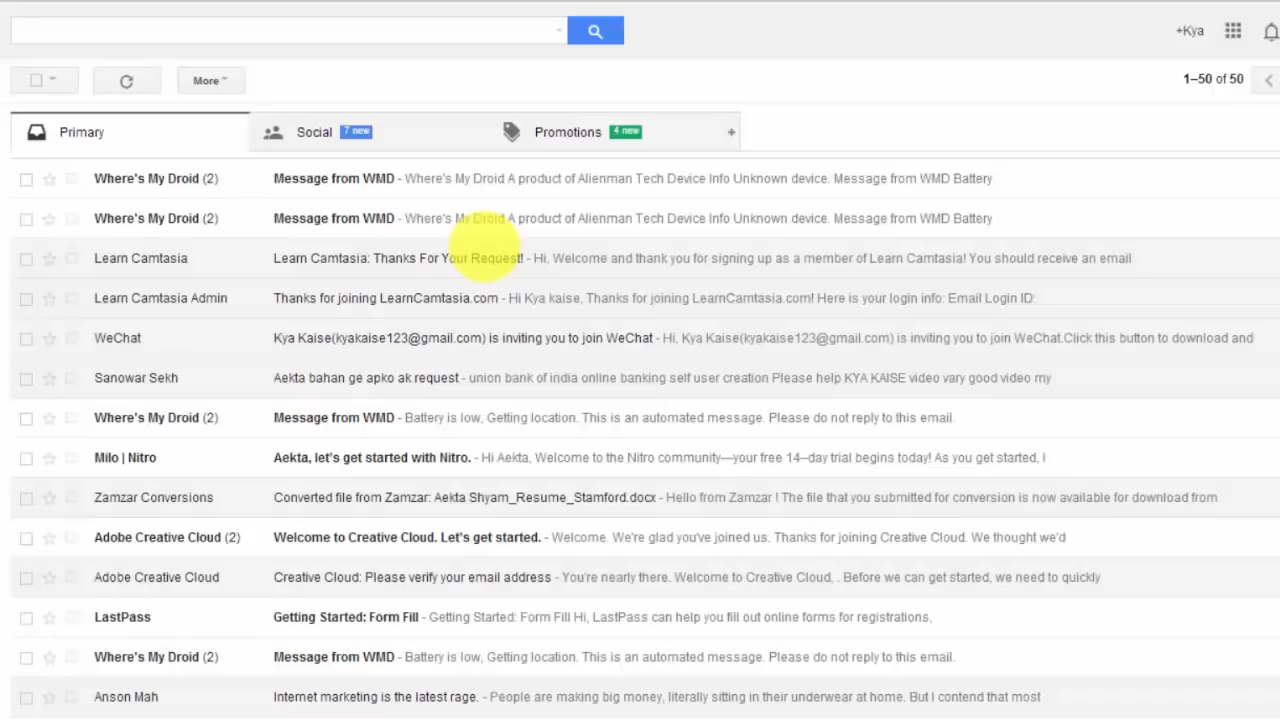 +Kya
More
1–50 of 50
Primary
Social 7 new
Promotions 4 new
+
Where's My Droid (2) Message from WMD - Where's My Droid A product of Alienman Tech Device Info Unknown device. Message from WMD Battery
Where's My Droid (2) Message from WMD - Where's My Droid A product of Alienman Tech Device Info Unknown device. Message from WMD Battery
Learn Camtasia Learn Camtasia: Thanks For Your Request! - Hi, Welcome and thank you for signing up as a member of Learn Camtasia! You should receive an email
Learn Camtasia Admin Thanks for joining LearnCamtasia.com - Hi Kya kaise, Thanks for joining LearnCamtasia.com! Here is your login info: Email Login ID:
WeChat Kya Kaise(kyakaise123@gmail.com) is inviting you to join WeChat - Hi, Kya Kaise(kyakaise123@gmail.com) is inviting you to join WeChat.Click this button to download and
Sanowar Sekh Aekta bahan ge apko ak request - union bank of india online banking self user creation Please help KYA KAISE video vary good video my
Where's My Droid (2) Message from WMD - Battery is low, Getting location. This is an automated message. Please do not reply to this email.
Milo | Nitro Aekta, let's get started with Nitro. - Hi Aekta, Welcome to the Nitro community—your free 14–day trial begins today! As you get started, I
Zamzar Conversions Converted file from Zamzar: Aekta Shyam_Resume_Stamford.docx - Hello from Zamzar ! The file that you submitted for conversion is now available for download from
Adobe Creative Cloud (2) Welcome to Creative Cloud. Let's get started. - Welcome. We're glad you've joined us. Thanks for joining Creative Cloud. We thought we'd
Adobe Creative Cloud Creative Cloud: Please verify your email address - You're nearly there. Welcome to Creative Cloud, . Before we can get started, we need to quickly
LastPass Getting Started: Form Fill - Getting Started: Form Fill Hi, LastPass can help you fill out online forms for registrations,
Where's My Droid (2) Message from WMD - Battery is low, Getting location. This is an automated message. Please do not reply to this email.
Anson Mah Internet marketing is the latest rage. - People are making big money, literally sitting in their underwear at home. But I contend that most